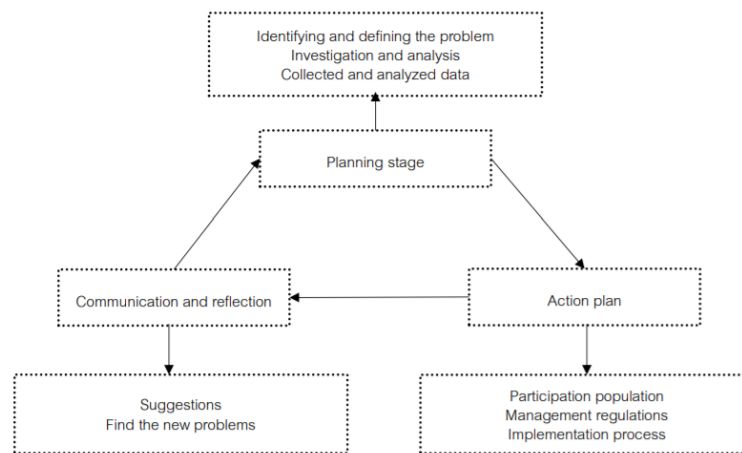 Identifying and defining the problem
Investigation and analysis
Collected and analyzed data
Planning stage
Communication and reflection
Action plan
Suggestions
Find the new problems
Participation population
Management regulations
Implementation process